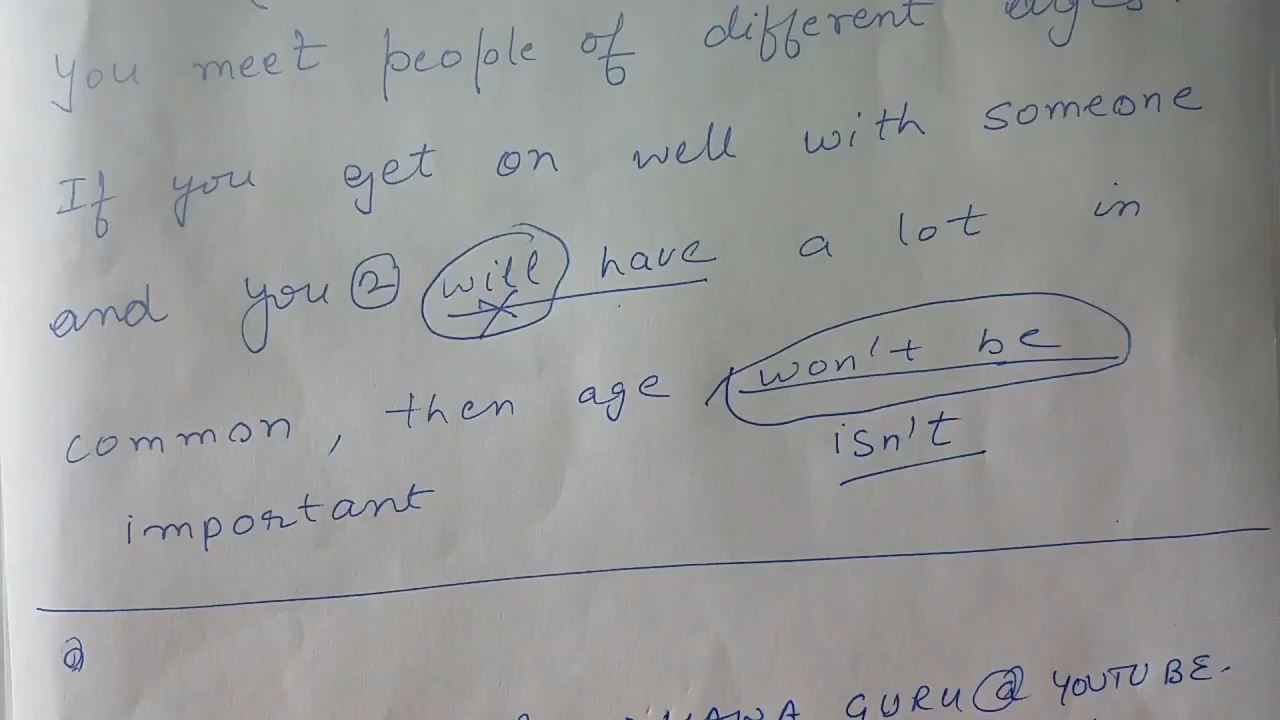 you meet people of different ages.
If you get on well with someone
and you ② will have a lot in
common, then age won't be
isn't
important
@
GURU @ YOUTUBE.